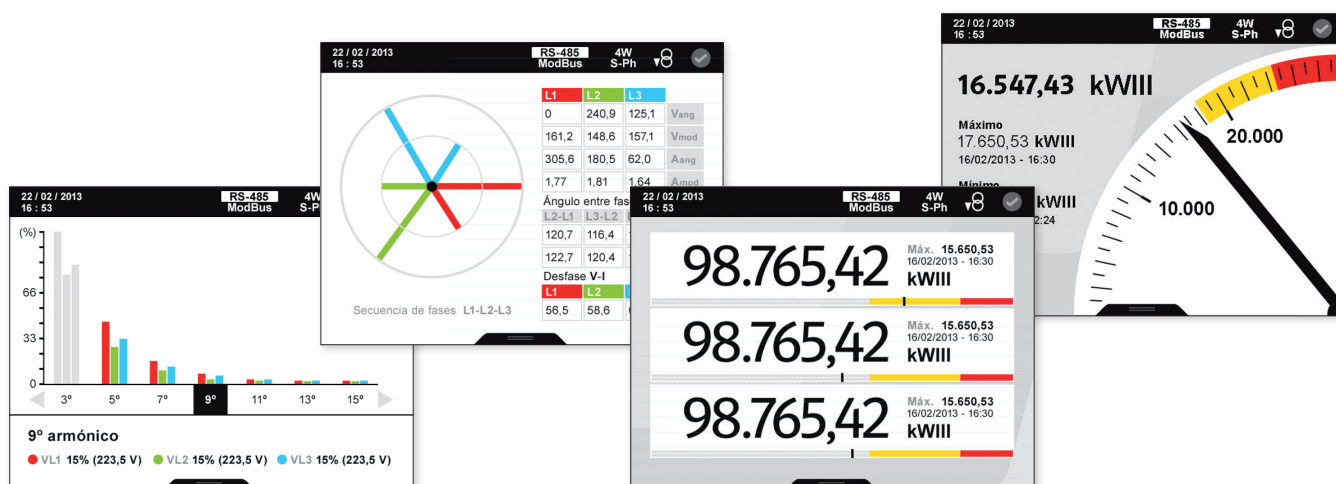 22 / 02 / 2013
16 : 53
RS-485
ModBus
4W
S-P
(%)
66
33
0
3º 5º 7º 9º 11º 13º 15º
9º armónico
VL1 15% (223,5 V) VL2 15% (223,5 V) VL3 15% (223,5 V)
22 / 02 / 2013
16 : 53
RS-485
ModBus
4W
S-Ph
L1 L2 L3
0 240,9 125,1 Vang
161,2 148,6 157,1 Vmod
305,6 180,5 62,0 Aang
1,77 1,81 1,64 Amod
Ángulo entre fas
L2-L1 L3-L2
120,7 116,4
122,7 120,4
Desfase V-I
L1 L2
56,5 58,6
Secuencia de fases L1-L2-L3
22 / 02 / 2013
16 : 53
RS-485
ModBus
4W
S-Ph
98.765,42
Máx. 15.650,53
16/02/2013 - 16:30
kWIII
98.765,42
Máx. 15.650,53
16/02/2013 - 16:30
kWIII
98.765,42
Máx. 15.650,53
16/02/2013 - 16:30
kWIII
22 / 02 / 2013
16 : 53
RS-485
ModBus
4W
S-Ph
16.547,43 kWIII
Máximo
17.650,53 kWIII
16/02/2013 - 16:30
Mínimo
kWIII
2:24
20.000
10.000